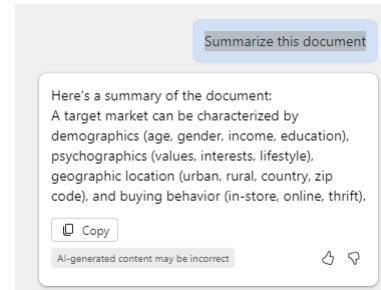 Summarize this document
Here's a summary of the document:
A target market can be characterized by
demographics (age, gender, income, education),
psychographics (values, interests, lifestyle),
geographic location (urban, rural, country, zip
code), and buying behavior (in-store, online, thrift).
Copy
AI-generated content may be incorrect